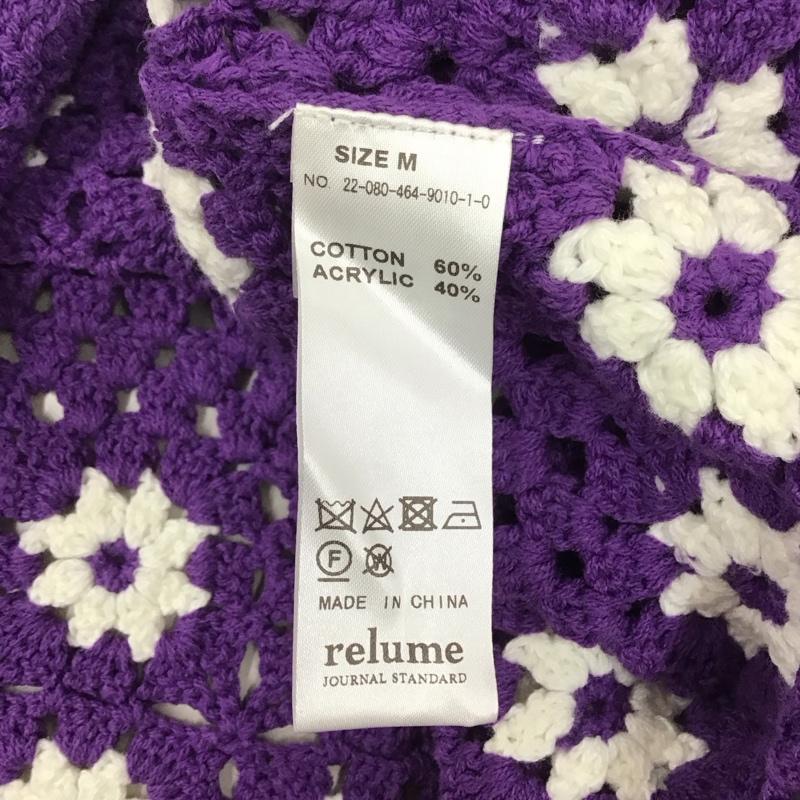 SIZE M
NO 22-080-464-9010-1-0
COTTON 60%
ACRYLIC 40%
F W
MADE IN CHINA
relume
JOURNAL STANDARD